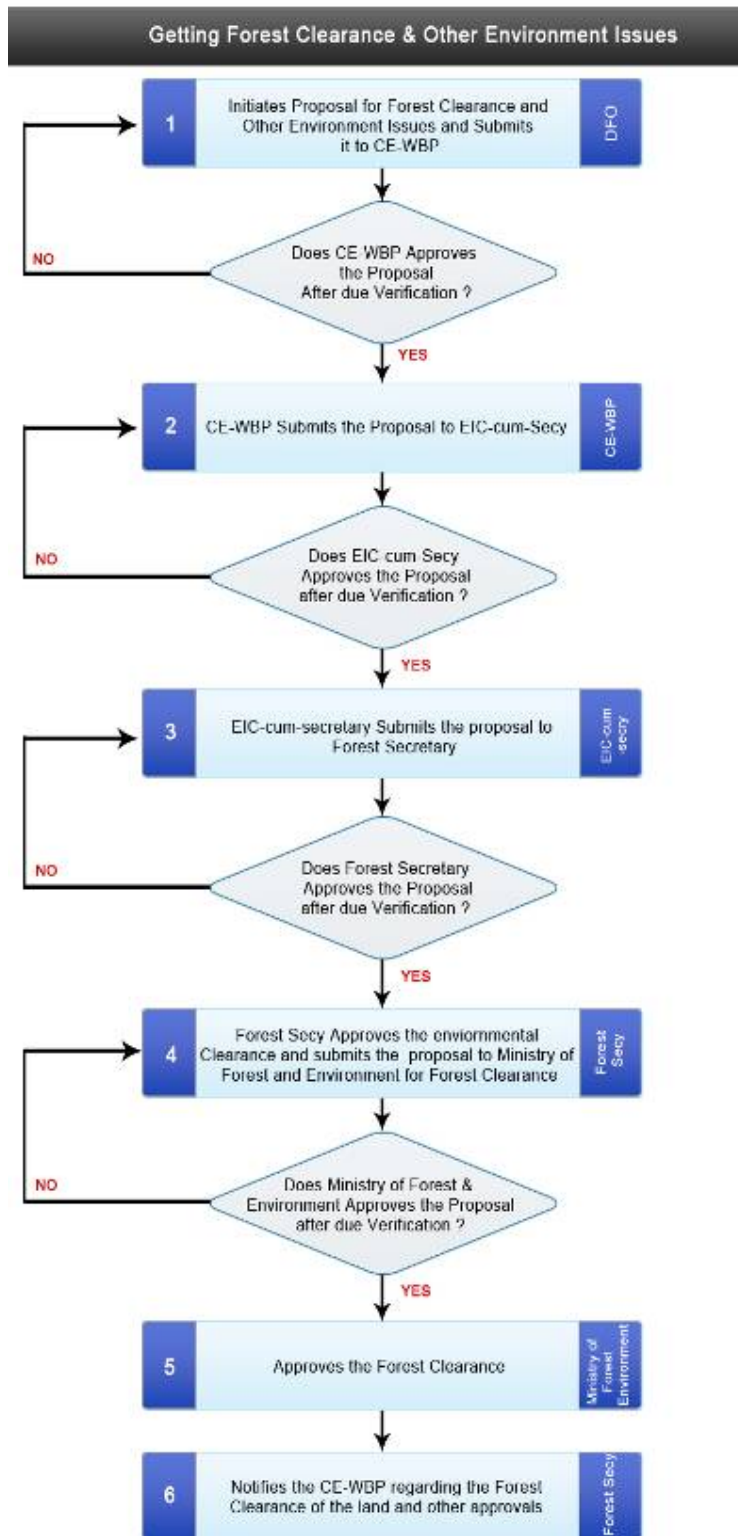 Getting Forest Clearance & Other Environment Issues
1
Initiates Proposal for Forest Clearance and
Other Environment Issues and Submits
it to CE-WBP
DFO
Does CE-WBP Approves
the Proposal
After due Verification ?
NO
YES
2
CE-WBP Submits the Proposal to EIC-cum-Secy
CE-WBP
Does EIC cum Secy
Approves the Proposal
after due Verification ?
NO
YES
3
EIC-cum-secretary Submits the proposal to
Forest Secretary
EIC-cum
-secry
Does Forest Secretary
Approves the Proposal
after due Verification ?
NO
YES
4
Forest Secy Approves the enviornmental
Clearance and submits the proposal to Ministry of
Forest and Environment for Forest Clearance
Forest
Secy
Does Ministry of Forest &
Environment Approves the Proposal
after due Verification ?
NO
YES
5
Approves the Forest Clearance
Ministry of
Forest
Environment
6
Notifies the CE-WBP regarding the Forest
Clearance of the land and other approvals
Forest Secy